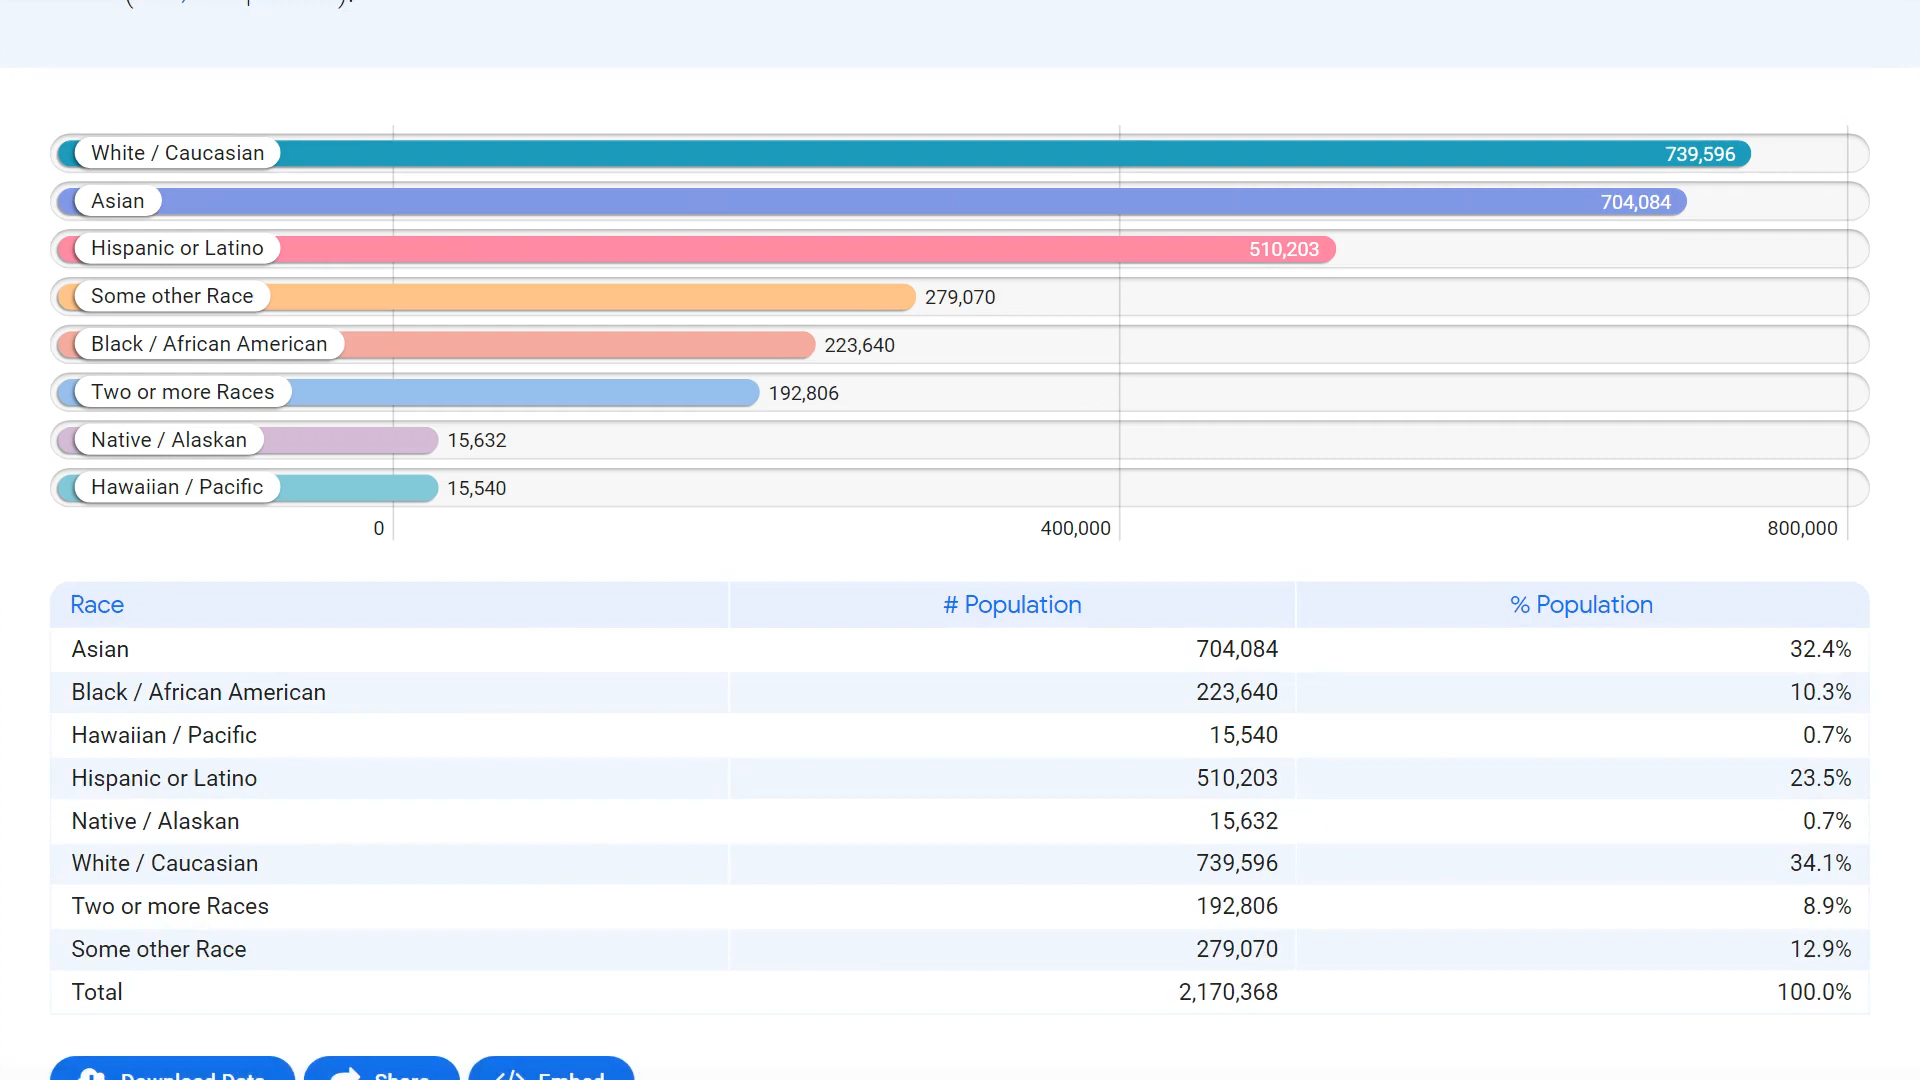 White / Caucasian 739,596
Asian 704,084
Hispanic or Latino 510,203
Some other Race 279,070
Black / African American 223,640
Two or more Races 192,806
Native / Alaskan 15,632
Hawaiian / Pacific 15,540
0 400,000 800,000
Race # Population % Population
Asian 704,084 32.4%
Black / African American 223,640 10.3%
Hawaiian / Pacific 15,540 0.7%
Hispanic or Latino 510,203 23.5%
Native / Alaskan 15,632 0.7%
White / Caucasian 739,596 34.1%
Two or more Races 192,806 8.9%
Some other Race 279,070 12.9%
Total 2,170,368 100.0%
Download Data Share Embed